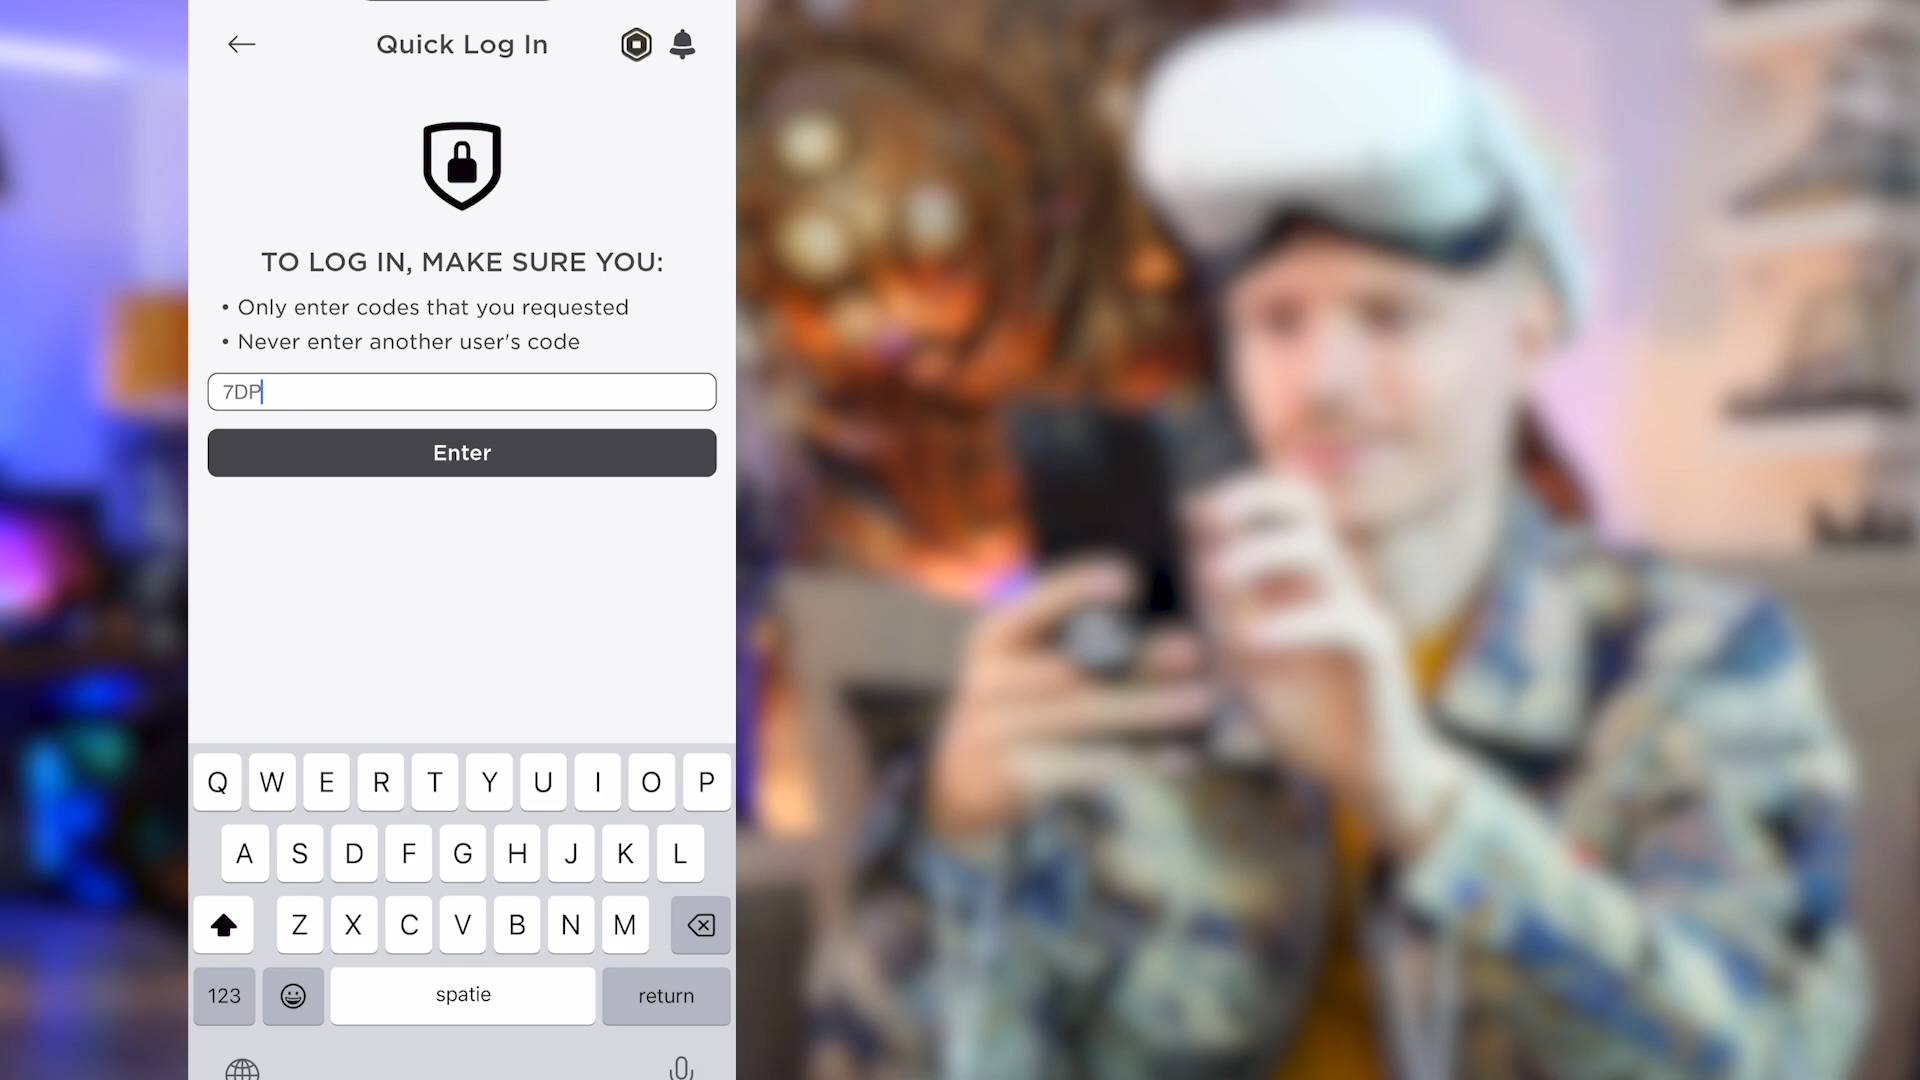 Quick Log In
TO LOG IN, MAKE SURE YOU:
• Only enter codes that you requested
• Never enter another user's code
7DP
Enter
Q W E R T Y U I O P
A S D F G H J K L
Z X C V B N M
123 spatie return